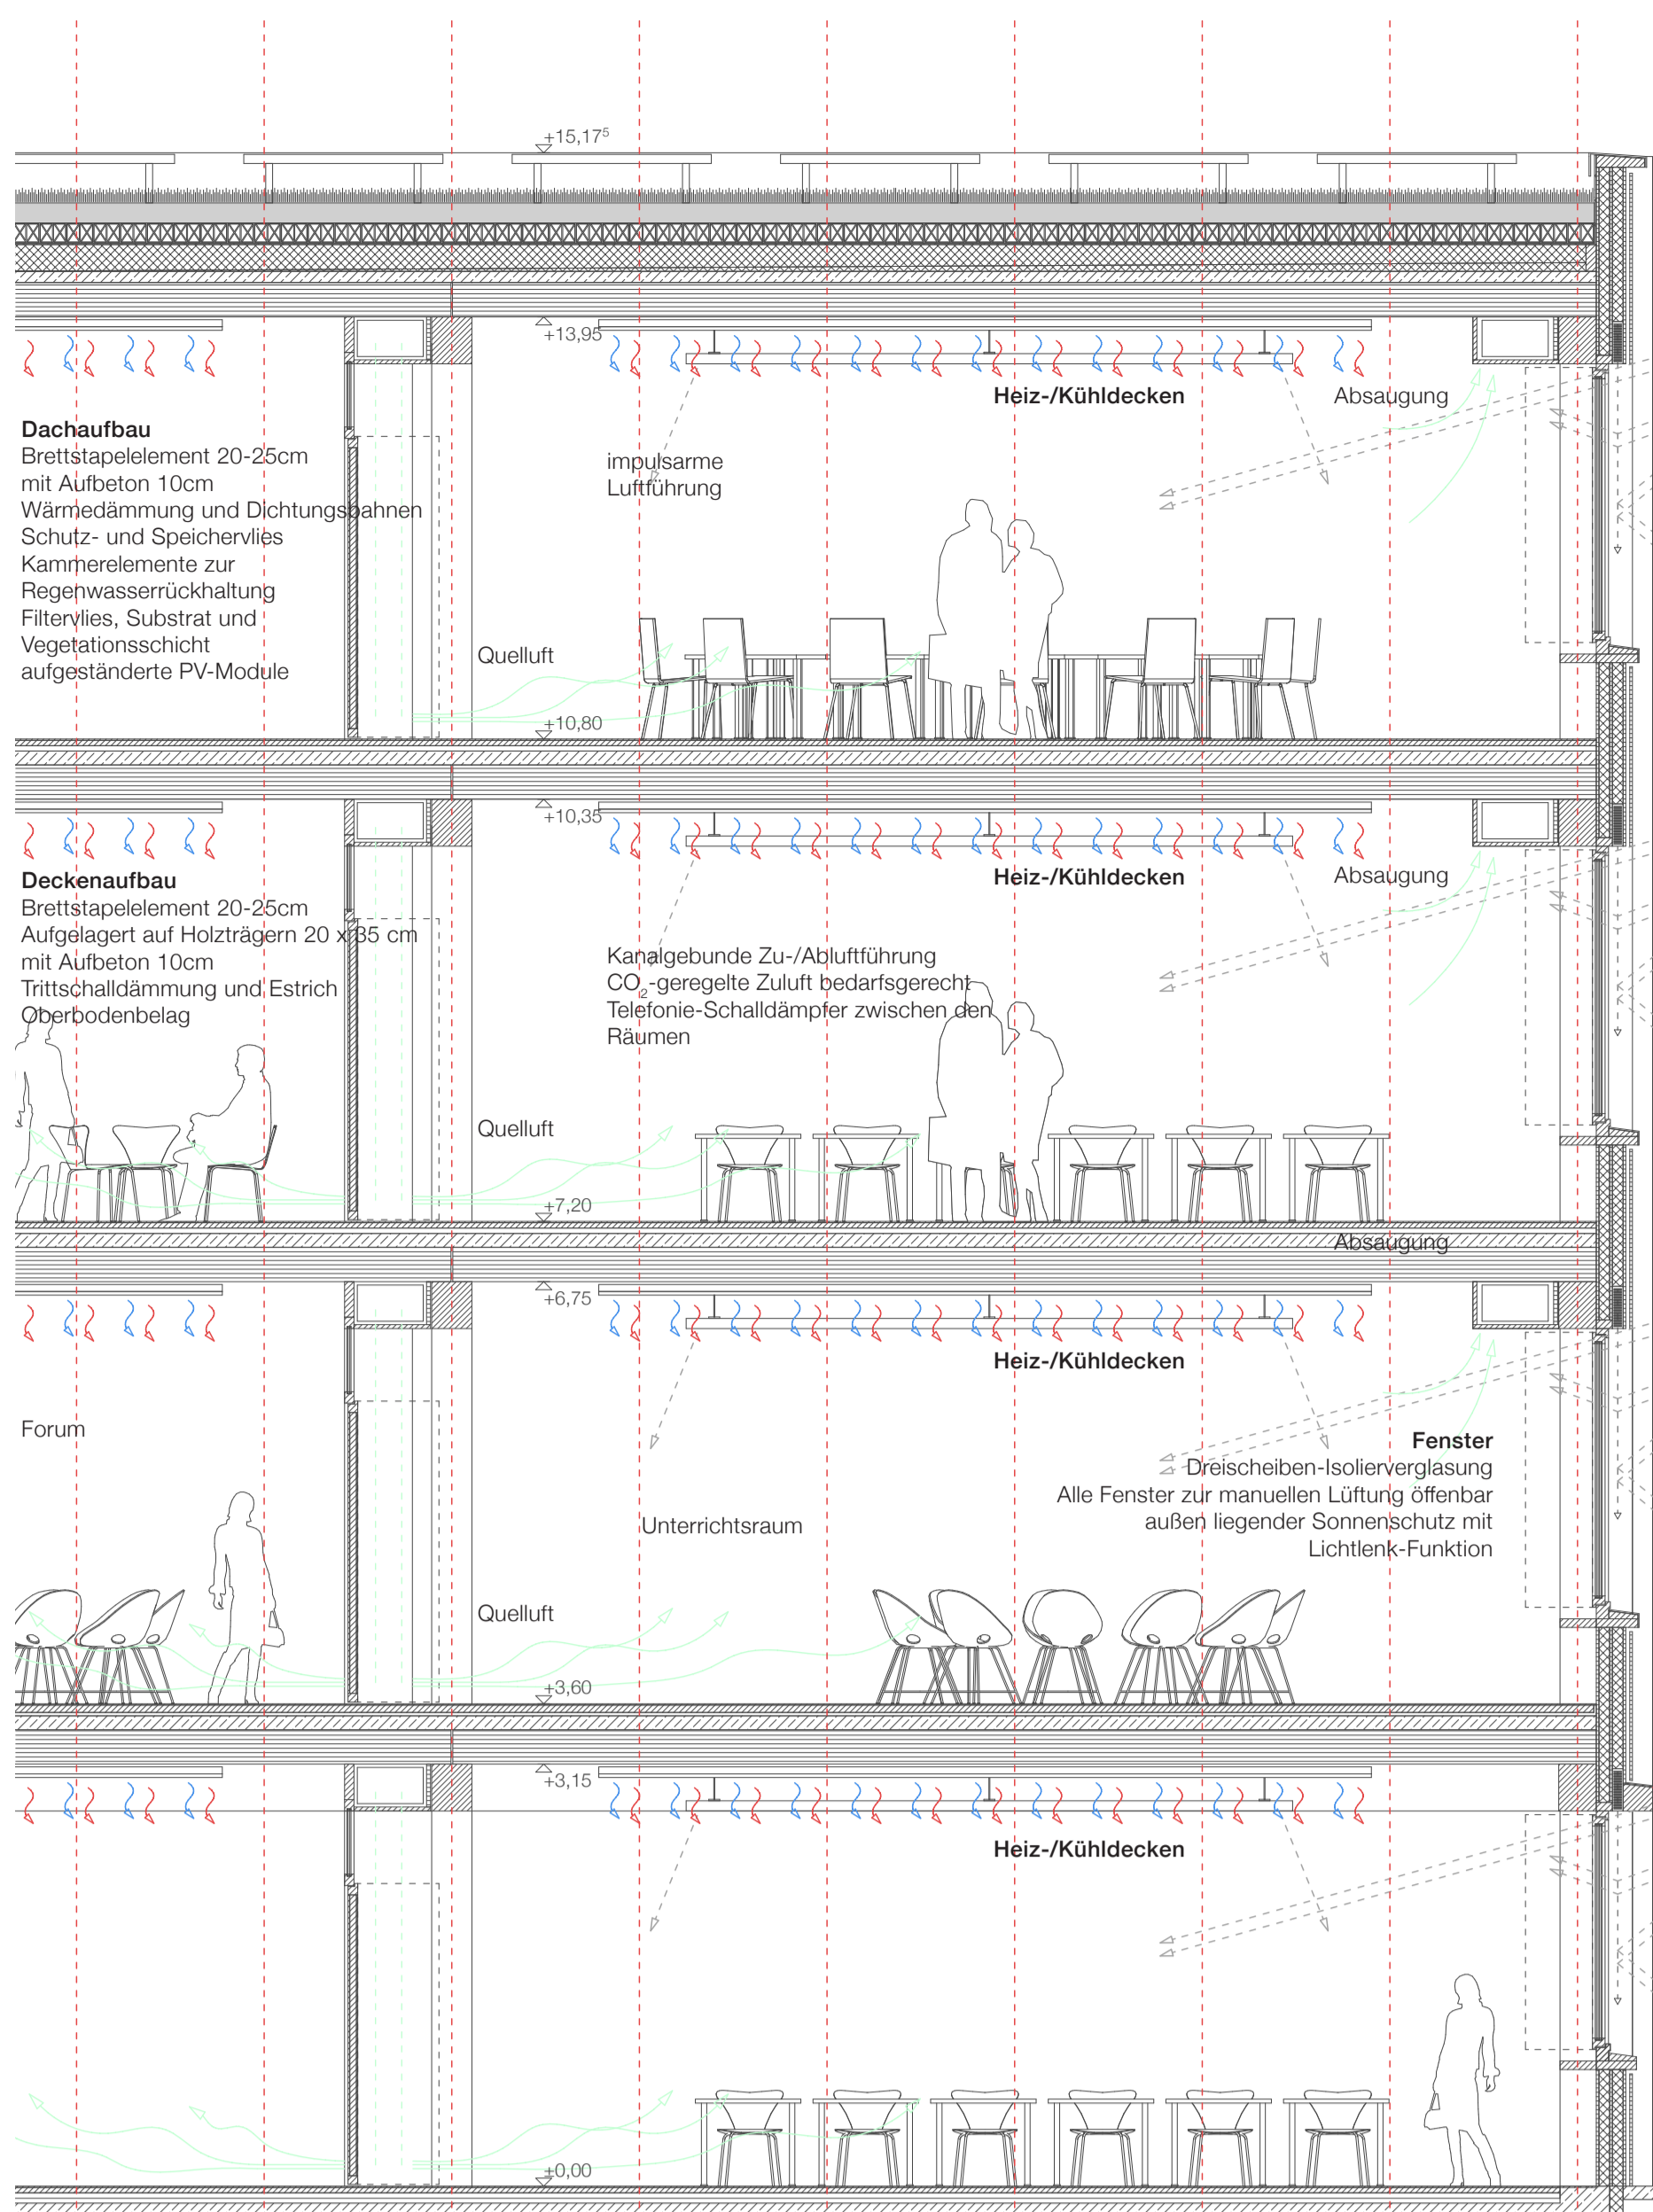 +15,17⁵
+13,95
Heiz-/Kühldecken
Absaugung
Dachaufbau
Brettstapelelement 20-25cm
mit Aufbeton 10cm
Wärmedämmung und Dichtungsbahnen
Schutz- und Speichervlies
Kammerelemente zur
Regenwasserrückhaltung
Filtervlies, Substrat und
Vegetationsschicht
aufgeständerte PV-Module
impulsarme
Luftführung
Quelluft
+10,80
+10,35
Heiz-/Kühldecken
Absaugung
Deckenaufbau
Brettstapelelement 20-25cm
Aufgelagert auf Holzträgern 20 x 35 cm
mit Aufbeton 10cm
Trittschalldämmung und Estrich
Oberbodenbelag
Kanalgebunde Zu-/Abluftführung
CO₂-geregelte Zuluft bedarfsgerecht
Telefonie-Schalldämpfer zwischen den
Räumen
Quelluft
+7,20
Absaugung
+6,75
Heiz-/Kühldecken
Forum
Fenster
Dreischeiben-Isolierverglasung
Alle Fenster zur manuellen Lüftung öffenbar
außen liegender Sonnenschutz mit
Lichtlenk-Funktion
Unterrichtsraum
Quelluft
+3,60
+3,15
Heiz-/Kühldecken
+0,00